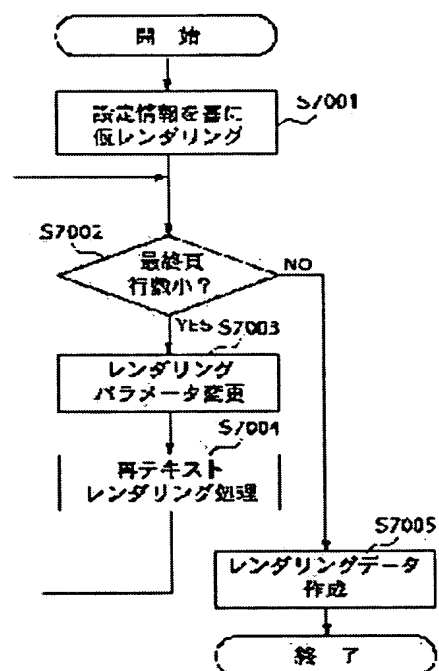 開始
S7001
設定情報を基に
仮レンダリング
S7002
最終頁
行数小？
NO
YES
S7003
レンダリング
パラメータ変更
S7004
再テキスト
レンダリング処理
S7005
レンダリングデータ
作成
終了